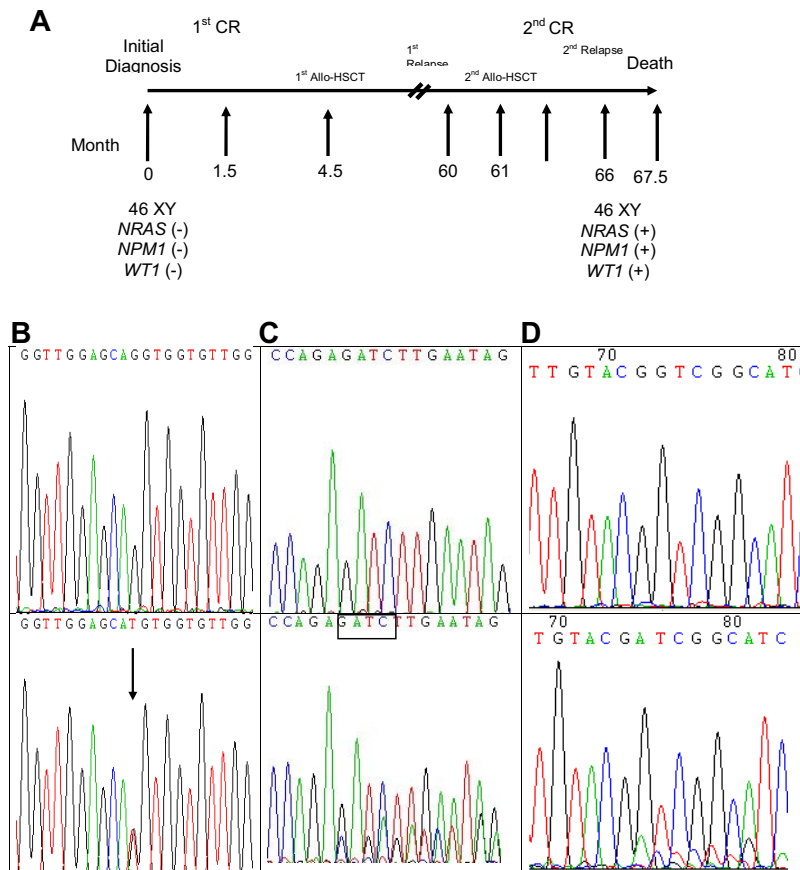 A
1st CR
2nd CR
Initial
Diagnosis
1st Allo-HSCT
1st
Relapse
2nd Allo-HSCT
2nd Relapse
Death
Month
0
1.5
4.5
60
61
66
67.5
46 XY
NRAS (-)
NPM1 (-)
WT1 (-)
46 XY
NRAS (+)
NPM1 (+)
WT1 (+)
B
GGTTGGAGCAGGTGGTGTTGG
GGTTGGAGCATGTGGTGTTGG
C
CCAGAGATCTTGAATAG
CCAGAGATCTTGAATAG
D
70 80
TTGTACGGTCGGCAT
70 80
TGTACGATCGGCATC